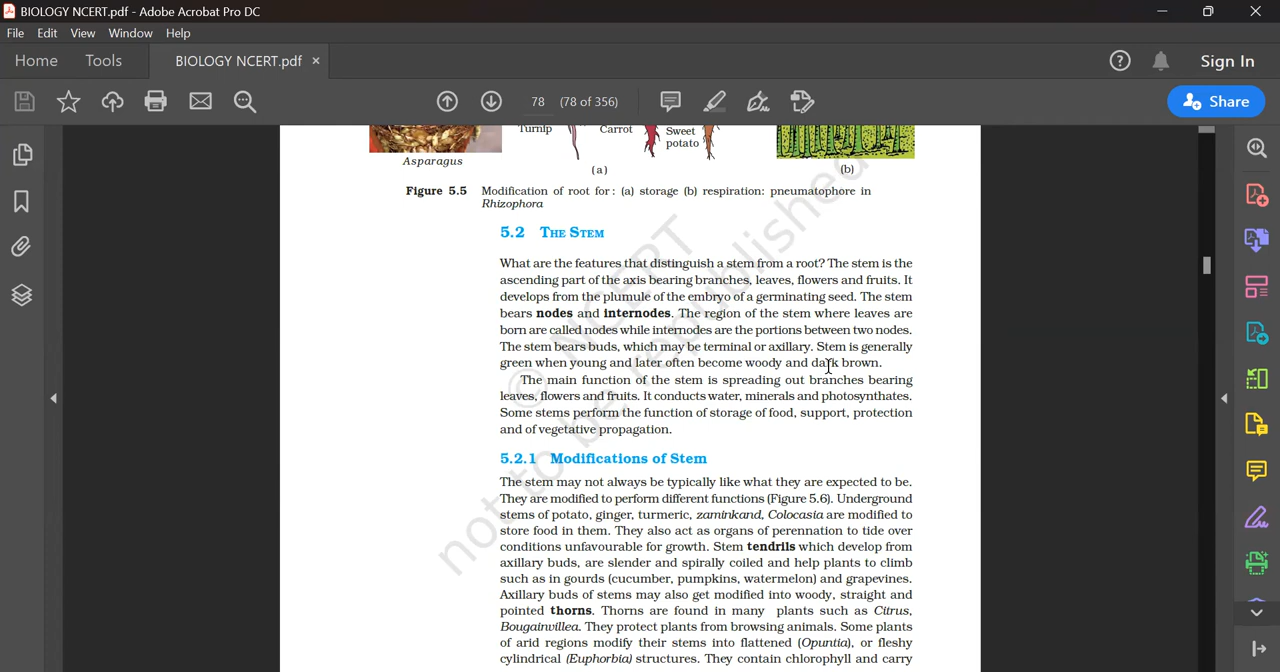 BIOLOGY NCERT.pdf - Adobe Acrobat Pro DC
File Edit View Window Help
Home Tools BIOLOGY NCERT.pdf × Sign In
78 (78 of 356) Share
Turnip Carrot Sweet
potato
Asparagus
(a) (b)
Figure 5.5 Modification of root for : (a) storage (b) respiration: pneumatophore in
Rhizophora
5.2 THE STEM
What are the features that distinguish a stem from a root? The stem is the
ascending part of the axis bearing branches, leaves, flowers and fruits. It
develops from the plumule of the embryo of a germinating seed. The stem
bears nodes and internodes. The region of the stem where leaves are
born are called nodes while internodes are the portions between two nodes.
The stem bears buds, which may be terminal or axillary. Stem is generally
green when young and later often become woody and dark brown.
The main function of the stem is spreading out branches bearing
leaves, flowers and fruits. It conducts water, minerals and photosynthates.
Some stems perform the function of storage of food, support, protection
and of vegetative propagation.
5.2.1 Modifications of Stem
The stem may not always be typically like what they are expected to be.
They are modified to perform different functions (Figure 5.6). Underground
stems of potato, ginger, turmeric, zaminkand, Colocasia are modified to
store food in them. They also act as organs of perennation to tide over
conditions unfavourable for growth. Stem tendrils which develop from
axillary buds, are slender and spirally coiled and help plants to climb
such as in gourds (cucumber, pumpkins, watermelon) and grapevines.
Axillary buds of stems may also get modified into woody, straight and
pointed thorns. Thorns are found in many plants such as Citrus,
Bougainvillea. They protect plants from browsing animals. Some plants
of arid regions modify their stems into flattened (Opuntia), or fleshy
cylindrical (Euphorbia) structures. They contain chlorophyll and carry
© NCERT
not to be republished